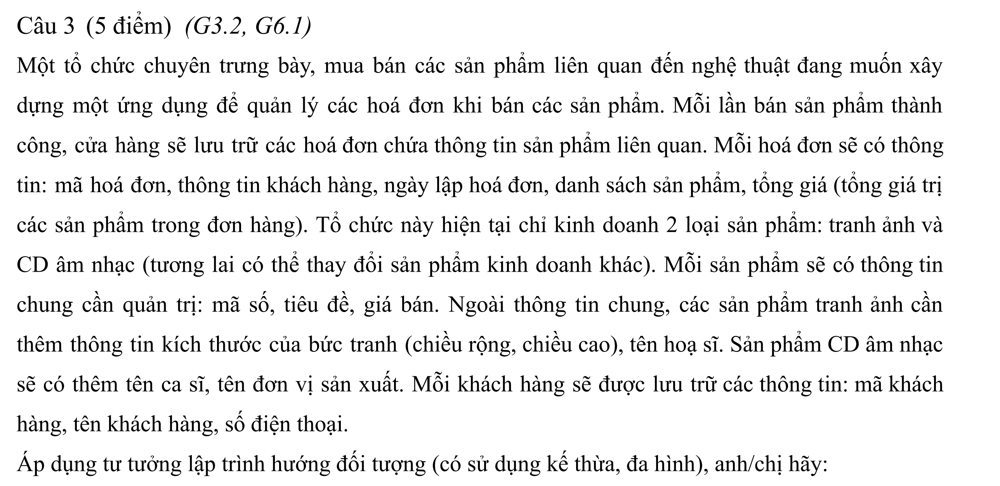 Câu 3 (5 điểm) (G3.2, G6.1)
Một tổ chức chuyên trưng bày, mua bán các sản phẩm liên quan đến nghệ thuật đang muốn xây
dựng một ứng dụng để quản lý các hoá đơn khi bán các sản phẩm. Mỗi lần bán sản phẩm thành
công, cửa hàng sẽ lưu trữ các hoá đơn chứa thông tin sản phẩm liên quan. Mỗi hoá đơn sẽ có thông
tin: mã hoá đơn, thông tin khách hàng, ngày lập hoá đơn, danh sách sản phẩm, tổng giá (tổng giá trị
các sản phẩm trong đơn hàng). Tổ chức này hiện tại chỉ kinh doanh 2 loại sản phẩm: tranh ảnh và
CD âm nhạc (tương lai có thể thay đổi sản phẩm kinh doanh khác). Mỗi sản phẩm sẽ có thông tin
chung cần quản trị: mã số, tiêu đề, giá bán. Ngoài thông tin chung, các sản phẩm tranh ảnh cần
thêm thông tin kích thước của bức tranh (chiều rộng, chiều cao), tên hoạ sĩ. Sản phẩm CD âm nhạc
sẽ có thêm tên ca sĩ, tên đơn vị sản xuất. Mỗi khách hàng sẽ được lưu trữ các thông tin: mã khách
hàng, tên khách hàng, số điện thoại.
Áp dụng tư tưởng lập trình hướng đối tượng (có sử dụng kế thừa, đa hình), anh/chị hãy: